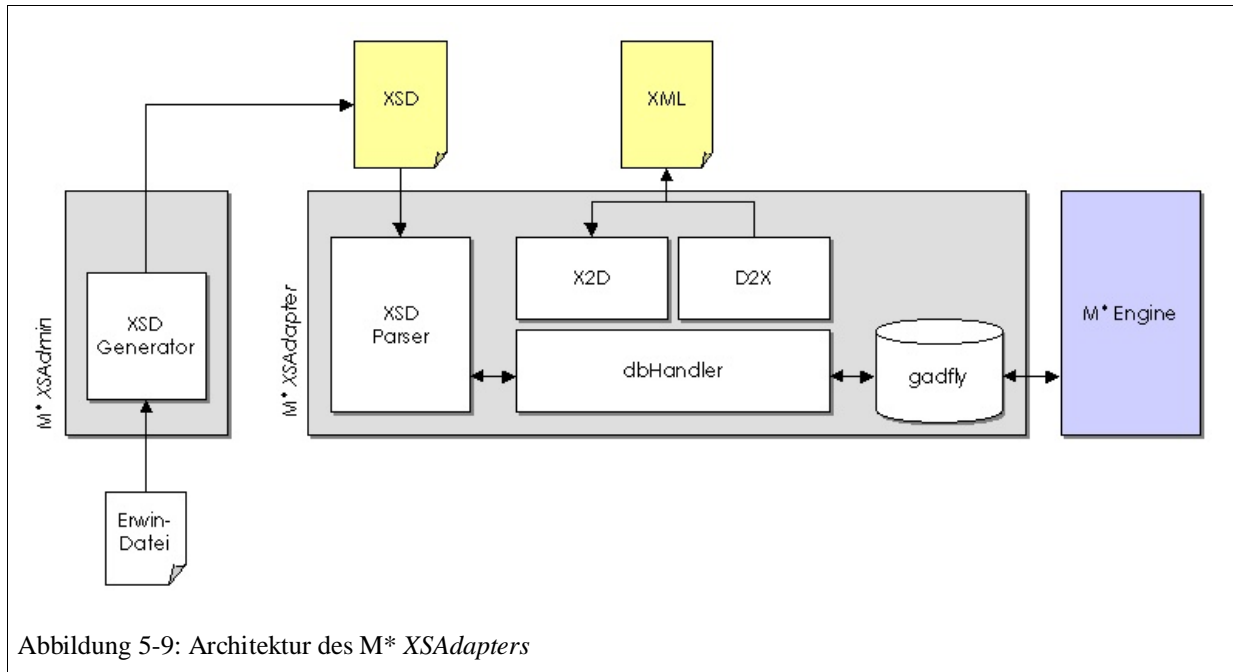 XSD
XML
M* XSAdmin
XSD
Generator
M* XSAdapter
XSD
Parser
X2D
D2X
dbHandler
gadfly
M* Engine
Erwin-
Datei
Abbildung 5-9: Architektur des M* XSAdapters